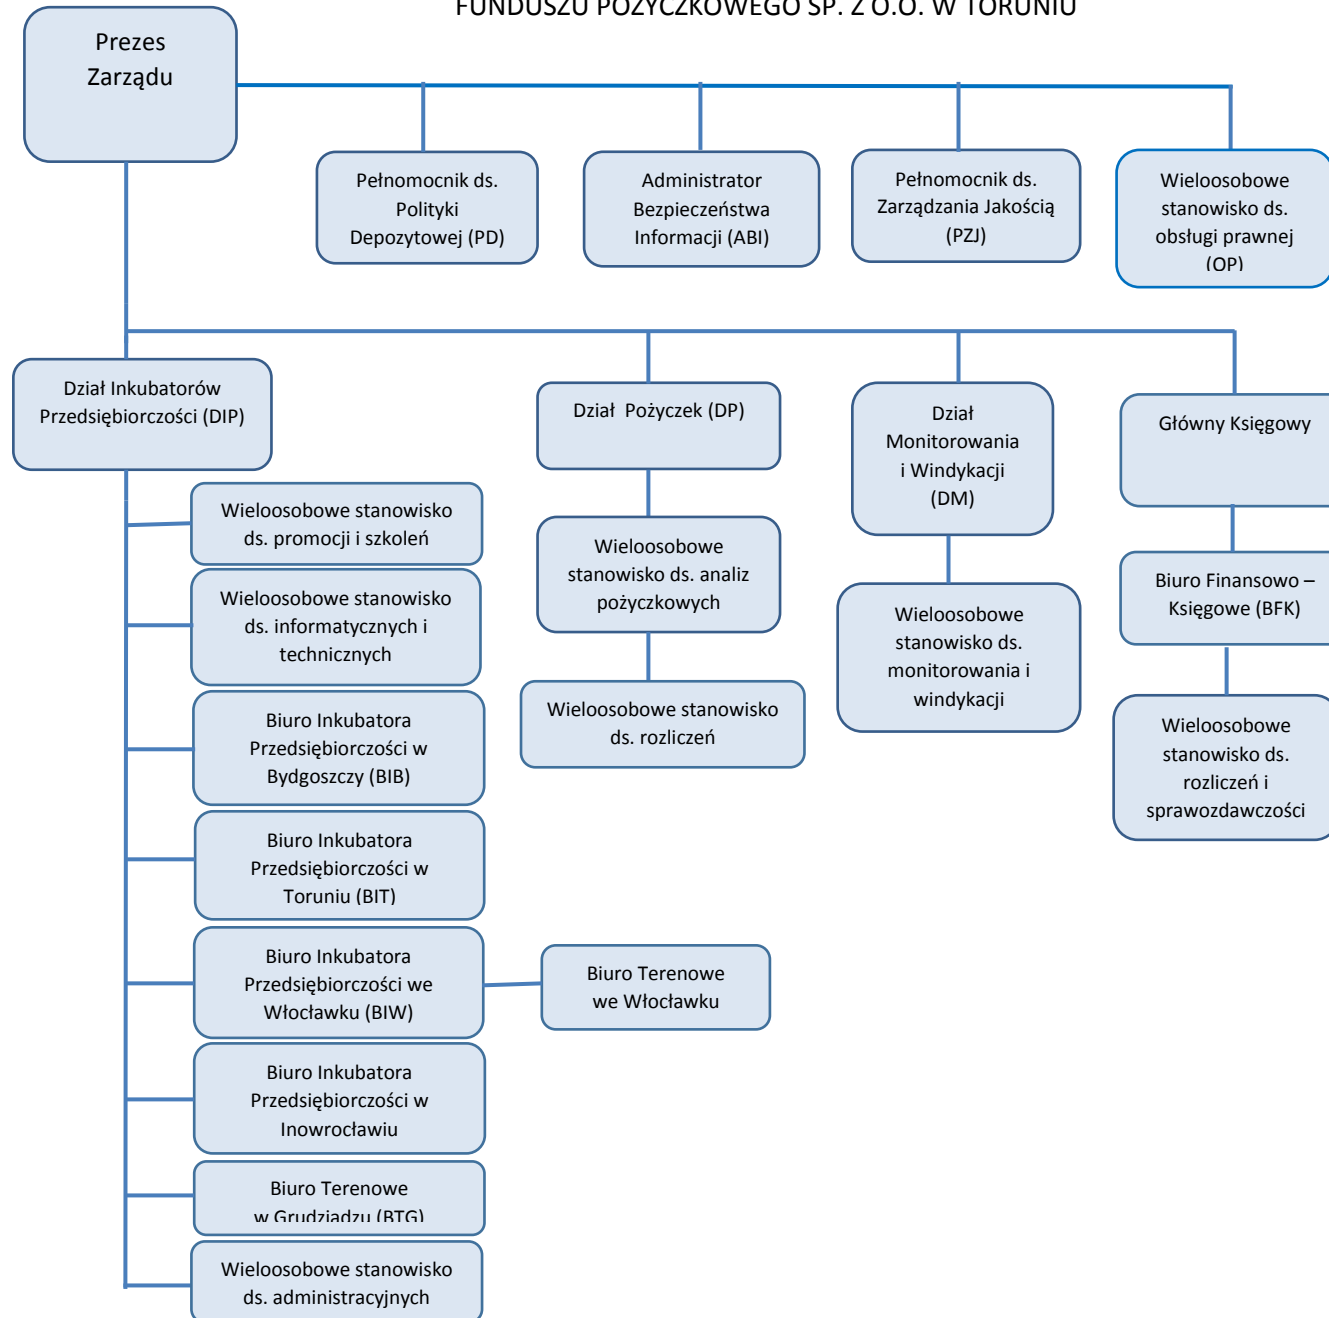 FUNDUSZU POŻYCZKOWEGO SP. Z O.O. W TORUNIU
Prezes
Zarządu
Pełnomocnik ds.
Polityki
Depozytowej (PD)
Administrator
Bezpieczeństwa
Informacji (ABI)
Pełnomocnik ds.
Zarządzania Jakością
(PZJ)
Wieloosobowe
stanowisko ds.
obsługi prawnej
(OP)
Dział Inkubatorów
Przedsiębiorczości (DIP)
Dział Pożyczek (DP)
Dział
Monitorowania
i Windykacji
(DM)
Główny Księgowy
Wieloosobowe stanowisko
ds. promocji i szkoleń
Wieloosobowe stanowisko
ds. informatycznych i
technicznych
Biuro Inkubatora
Przedsiębiorczości w
Bydgoszczy (BIB)
Biuro Inkubatora
Przedsiębiorczości w
Toruniu (BIT)
Biuro Inkubatora
Przedsiębiorczości we
Włocławku (BIW)
Biuro Terenowe
we Włocławku
Biuro Inkubatora
Przedsiębiorczości w
Inowrocławiu
Biuro Terenowe
w Grudziądzu (BTG)
Wieloosobowe stanowisko
ds. administracyjnych
Wieloosobowe
stanowisko ds. analiz
pożyczkowych
Wieloosobowe stanowisko
ds. rozliczeń
Wieloosobowe
stanowisko ds.
monitorowania i
windykacji
Biuro Finansowo –
Księgowe (BFK)
Wieloosobowe
stanowisko ds.
rozliczeń i
sprawozdawczości